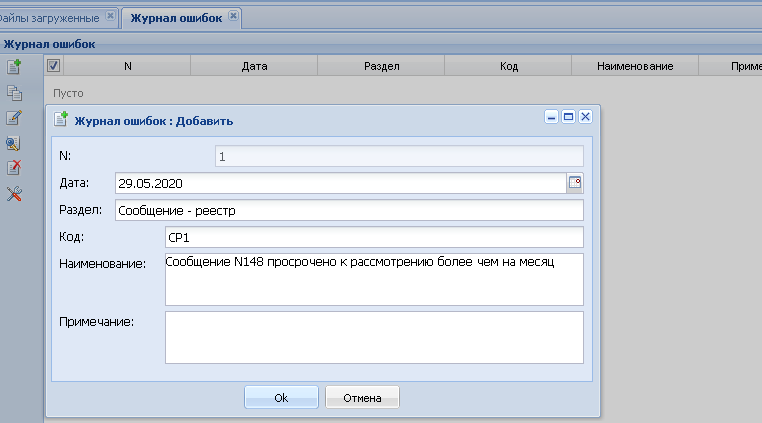 Файлы загруженные Журнал ошибок
Журнал ошибок
N Дата Раздел Код Наименование
Пусто
Журнал ошибок : Добавить
N: 1
Дата: 29.05.2020
Раздел: Сообщение - реестр
Код: СР1
Наименование: Сообщение N148 просрочено к рассмотрению более чем на месяц
Примечание:
Ok Отмена